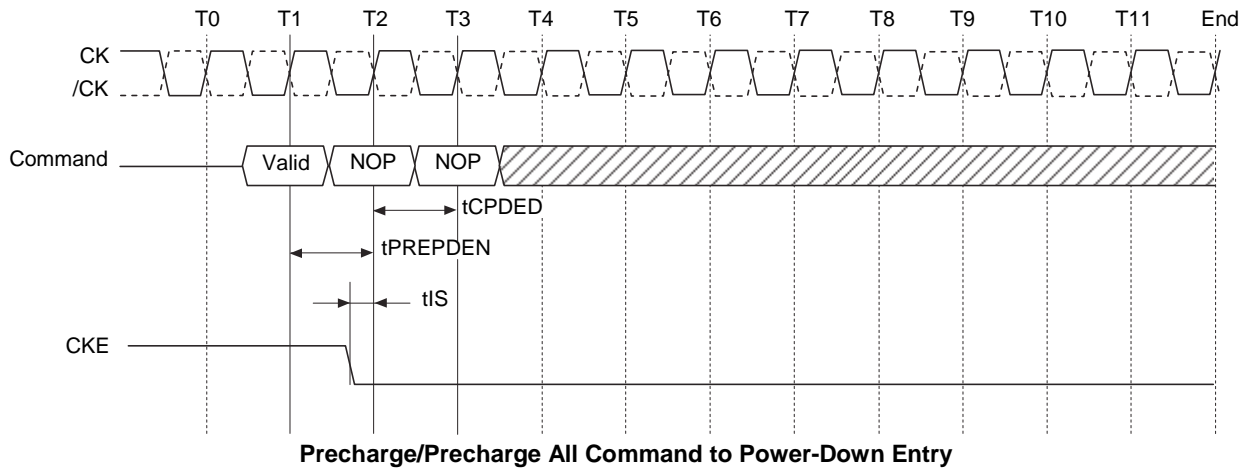 T0 T1 T2 T3 T4 T5 T6 T7 T8 T9 T10 T11 End
CK
/CK
Command Valid NOP NOP
tCPDED
tPREPDEN
tIS
CKE
Precharge/Precharge All Command to Power-Down Entry